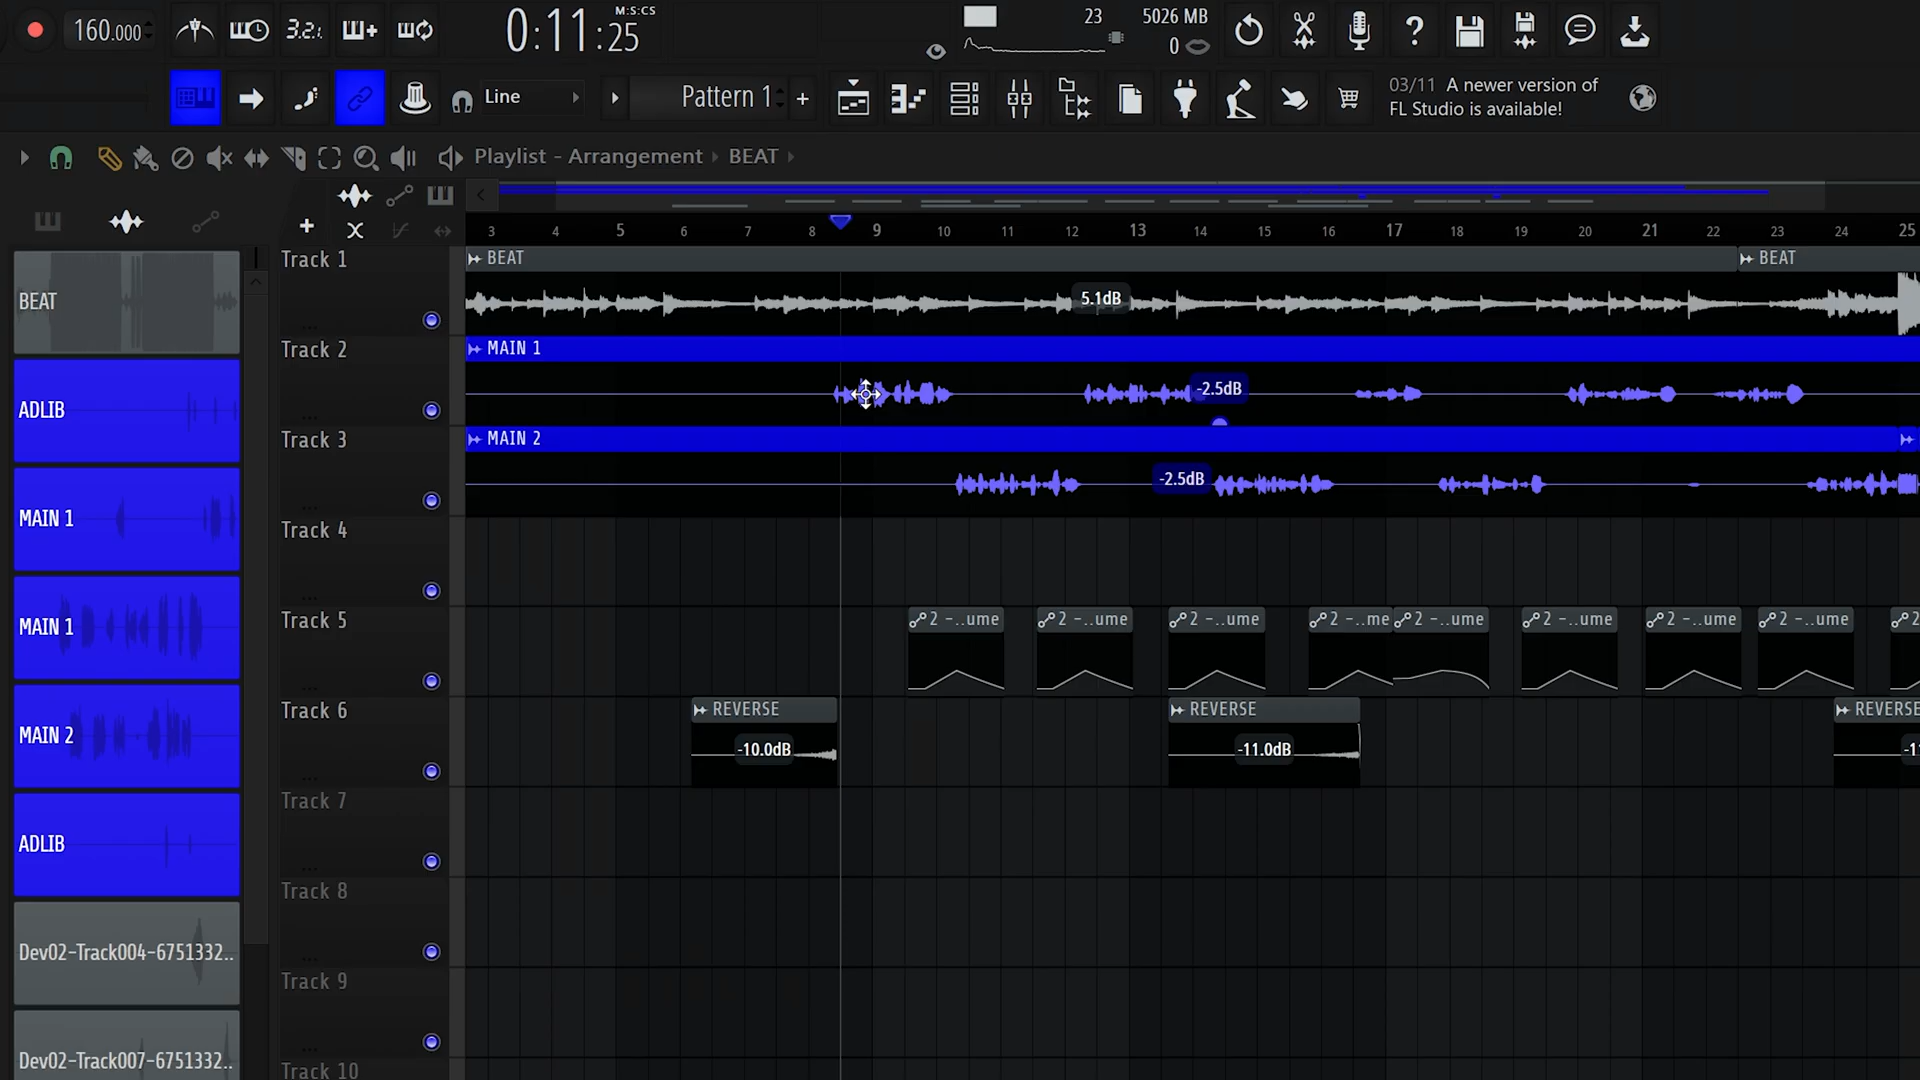 160.000
3.2.
0:11:25
M:S:CS
23
5026 MB
0
Line
Pattern 1
+
03/11 A newer version of
FL Studio is available!
Playlist - Arrangement
BEAT
3 4 5 6 7 8 9 10 11 12 13 14 15 16 17 18 19 20 21 22 23 24 25
BEAT
ADLIB
MAIN 1
MAIN 1
MAIN 2
ADLIB
Dev02-Track004-6751332..
Dev02-Track007-6751332..
Track 1
BEAT
BEAT
5.1dB
Track 2
MAIN 1
-2.5dB
Track 3
MAIN 2
-2.5dB
Track 4
Track 5
2 -..ume
2 -..ume
2 -..ume
2 -..me
2 -..ume
2 -..ume
2 -..ume
2 -..ume
2
Track 6
REVERSE
-10.0dB
REVERSE
-11.0dB
REVERSE
-1
Track 7
Track 8
Track 9
Track 10